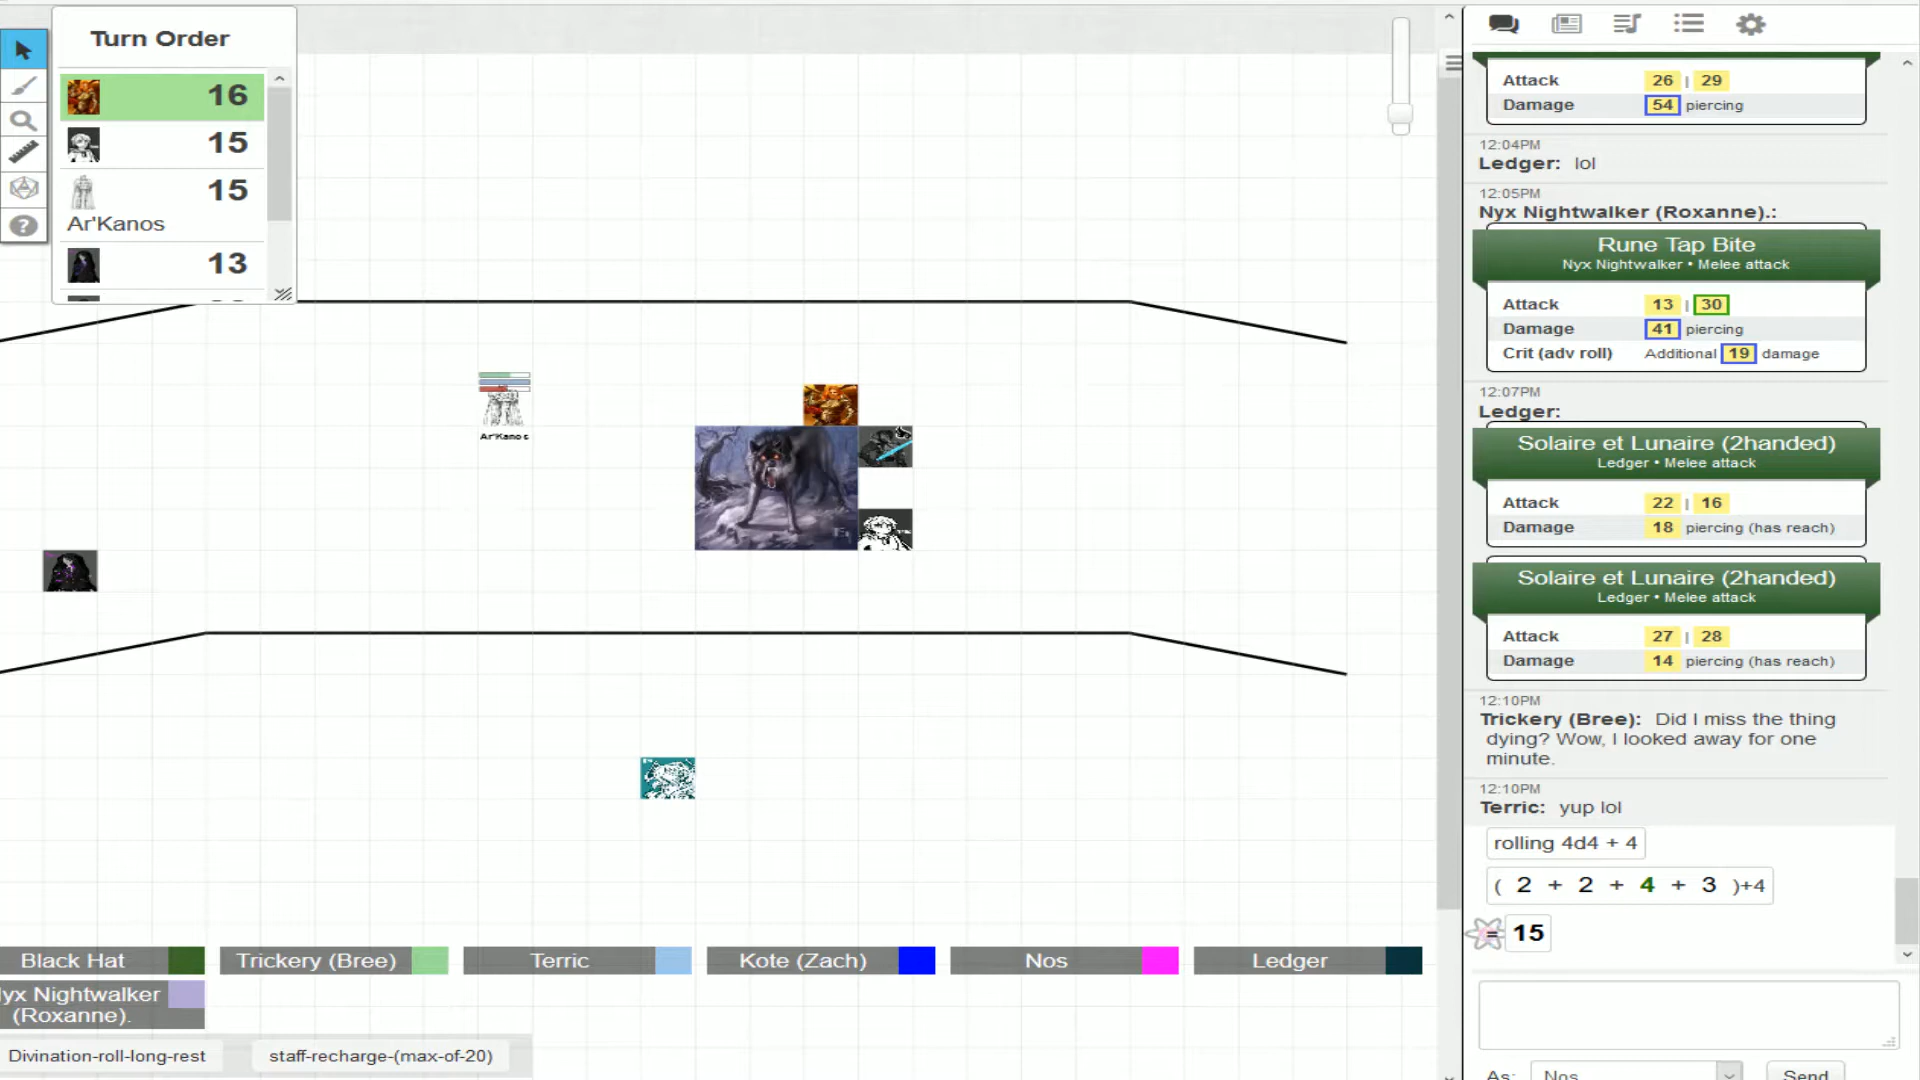 Turn Order
16
15
15
Ar'Kanos
13
Ar'Kanos
Attack 26 | 29
Damage 54 piercing
12:04PM
Ledger: lol
12:05PM
Nyx Nightwalker (Roxanne).:
Rune Tap Bite
Nyx Nightwalker • Melee attack
Attack 13 | 30
Damage 41 piercing
Crit (adv roll) Additional 19 damage
12:07PM
Ledger:
Solaire et Lunaire (2handed)
Ledger • Melee attack
Attack 22 | 16
Damage 18 piercing (has reach)
Solaire et Lunaire (2handed)
Ledger • Melee attack
Attack 27 | 28
Damage 14 piercing (has reach)
12:10PM
Trickery (Bree): Did I miss the thing
dying? Wow, I looked away for one
minute.
12:10PM
Terric: yup lol
rolling 4d4 + 4
( 2 + 2 + 4 + 3 )+4
= 15
Black Hat Trickery (Bree) Terric Kote (Zach) Nos Ledger
yx Nightwalker
(Roxanne).
Divination-roll-long-rest staff-recharge-(max-of-20)
As: Nos Send